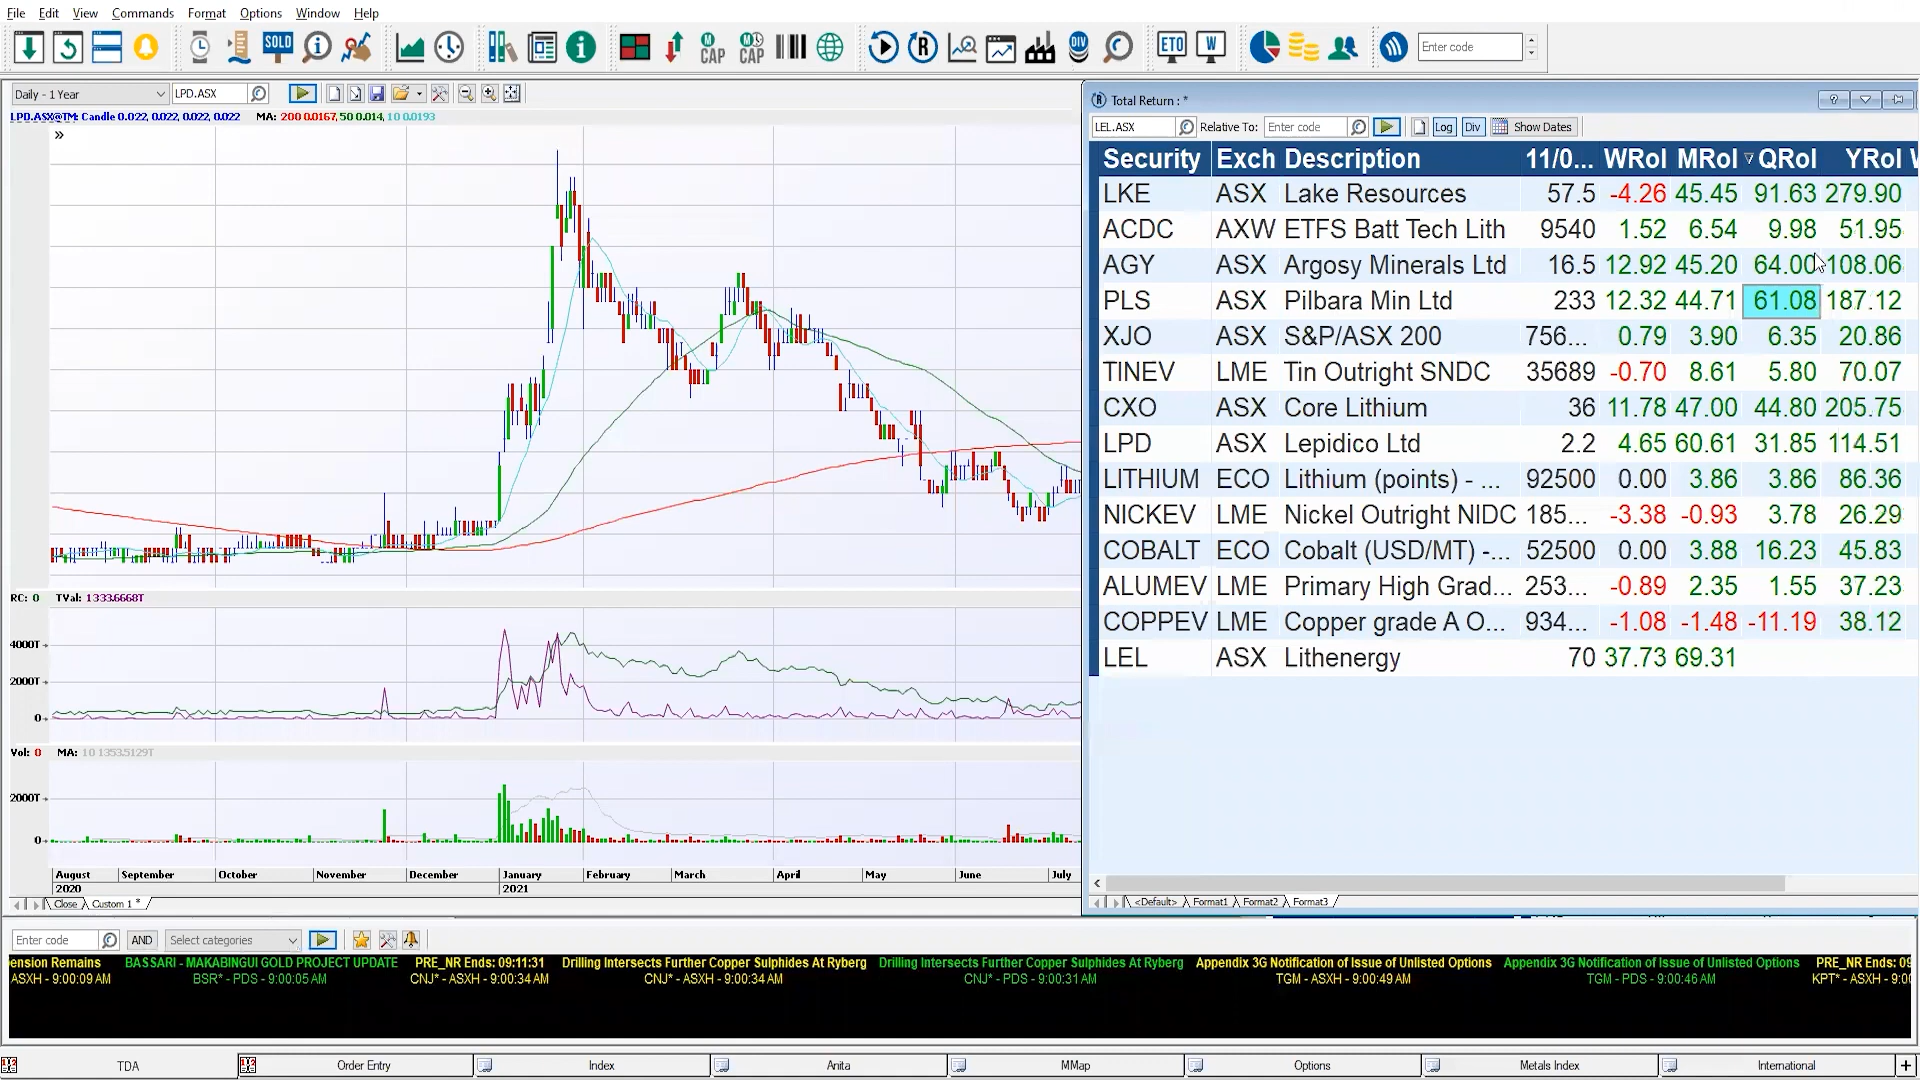 File Edit View Commands Format Options Window Help
SOLD M CAP M CAP R DIV ETO W Enter code
Daily - 1 Year LPD.ASX
LPD.ASX@TM: Candle 0.022, 0.022, 0.022, 0.022 MA: 200 0.0167, 50 0.014, 10 0.0193
»
RC: 0 TVal: 1333.6668T
4000T
2000T
0
Vol: 0 MA: 10 1353.5129T
2000T
0
August September October November December January February March April May June July
2020 2021
Close Custom 1 *
Total Return : *
LEL.ASX Relative To: Enter code Log Div Show Dates
Security Exch Description 11/0... WRoI MRoI QRoI YRoI
LKE ASX Lake Resources 57.5 -4.26 45.45 91.63 279.90
ACDC AXW ETFS Batt Tech Lith 9540 1.52 6.54 9.98 51.95
AGY ASX Argosy Minerals Ltd 16.5 12.92 45.20 64.00 108.06
PLS ASX Pilbara Min Ltd 233 12.32 44.71 61.08 187.12
XJO ASX S&P/ASX 200 756... 0.79 3.90 6.35 20.86
TINEV LME Tin Outright SNDC 35689 -0.70 8.61 5.80 70.07
CXO ASX Core Lithium 36 11.78 47.00 44.80 205.75
LPD ASX Lepidico Ltd 2.2 4.65 60.61 31.85 114.51
LITHIUM ECO Lithium (points) - ... 92500 0.00 3.86 3.86 86.36
NICKEV LME Nickel Outright NIDC 185... -3.38 -0.93 3.78 26.29
COBALT ECO Cobalt (USD/MT) -... 52500 0.00 3.88 16.23 45.83
ALUMEV LME Primary High Grad... 253... -0.89 2.35 1.55 37.23
COPPEV LME Copper grade A O... 934... -1.08 -1.48 -11.19 38.12
LEL ASX Lithenergy 70 37.73 69.31
<Default> Format1 Format2 Format3
Enter code AND Select categories
ension Remains BASSARI - MAKABINGUI GOLD PROJECT UPDATE PRE_NR Ends: 09:11:31 Drilling Intersects Further Copper Sulphides At Ryberg Drilling Intersects Further Copper Sulphides At Ryberg Appendix 3G Notification of Issue of Unlisted Options Appendix 3G Notification of Issue of Unlisted Options PRE_NR Ends: 09
ASXH - 9:00:09 AM BSR* - PDS - 9:00:05 AM CNJ* - ASXH - 9:00:34 AM CNJ* - ASXH - 9:00:34 AM CNJ* - PDS - 9:00:31 AM TGM - ASXH - 9:00:49 AM TGM - PDS - 9:00:46 AM KPT* - ASXH - 9:00
TDA Order Entry Index Anita MMap Options Metals Index International +